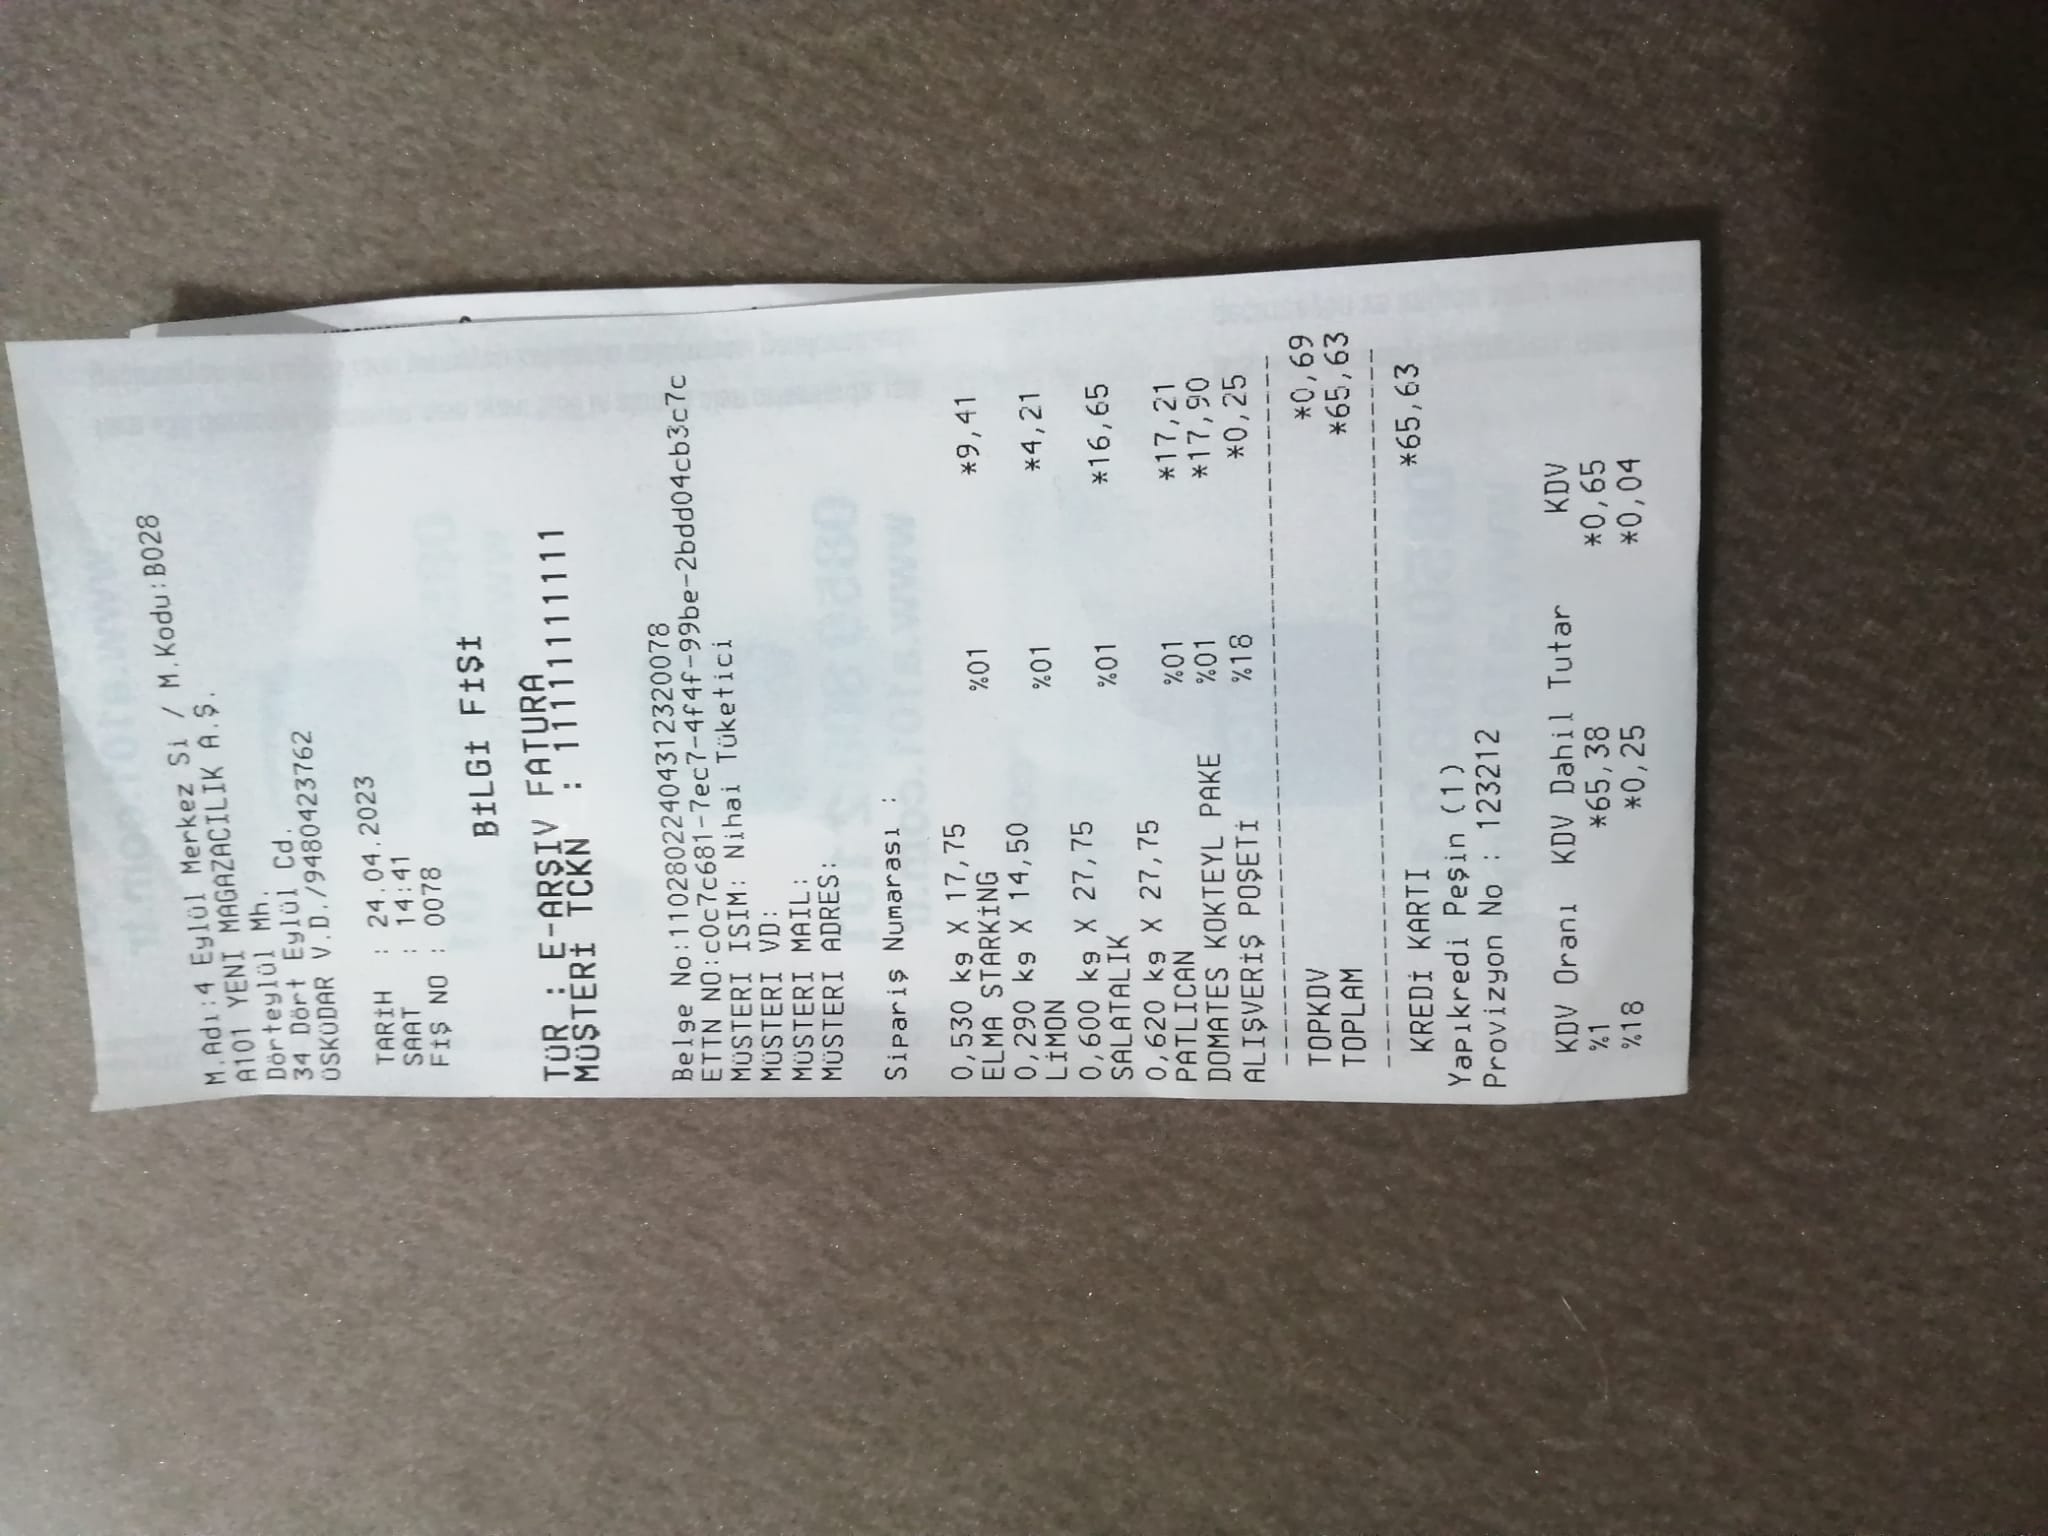 M.Adı:4 Eylül Merkez Si / M.Kodu:B028
A101 YENİ MAĞAZACILIK A.Ş.
Dörteylül Mh.
34 Dört Eylül Cd.
ÜSKÜDAR V.D./9480423762
TARİH : 24.04.2023
SAAT : 14:41
FİŞ NO : 0078
BİLGİ FİŞİ
TÜR : E-ARŞİV FATURA
MÜŞTERİ TCKN : 11111111111
Belge No:11028022404312320078
ETTN NO:c0c7c681-7ec7-4f4f-99be-2bdd04cb3c7c
MÜŞTERI ISIM: Nihai Tüketici
MÜŞTERI VD:
MÜŞTERI MAIL:
MÜŞTERI ADRES:
Sipariş Numarası :
0,530 kg X 17,75
ELMA STARKİNG %01 *9,41
0,290 kg X 14,50
LİMON %01 *4,21
0,600 kg X 27,75
SALATALIK %01 *16,65
0,620 kg X 27,75
PATLICAN %01 *17,21
DOMATES KOKTEYL PAKE %01 *17,90
ALIŞVERİŞ POŞETİ %18 *0,25
TOPKDV *0,69
TOPLAM *65,63
KREDİ KARTI *65,63
Yapıkredi Peşin (1)
Provizyon No : 123212
KDV Oranı KDV Dahil Tutar KDV
%1 *65,38 *0,65
%18 *0,25 *0,04